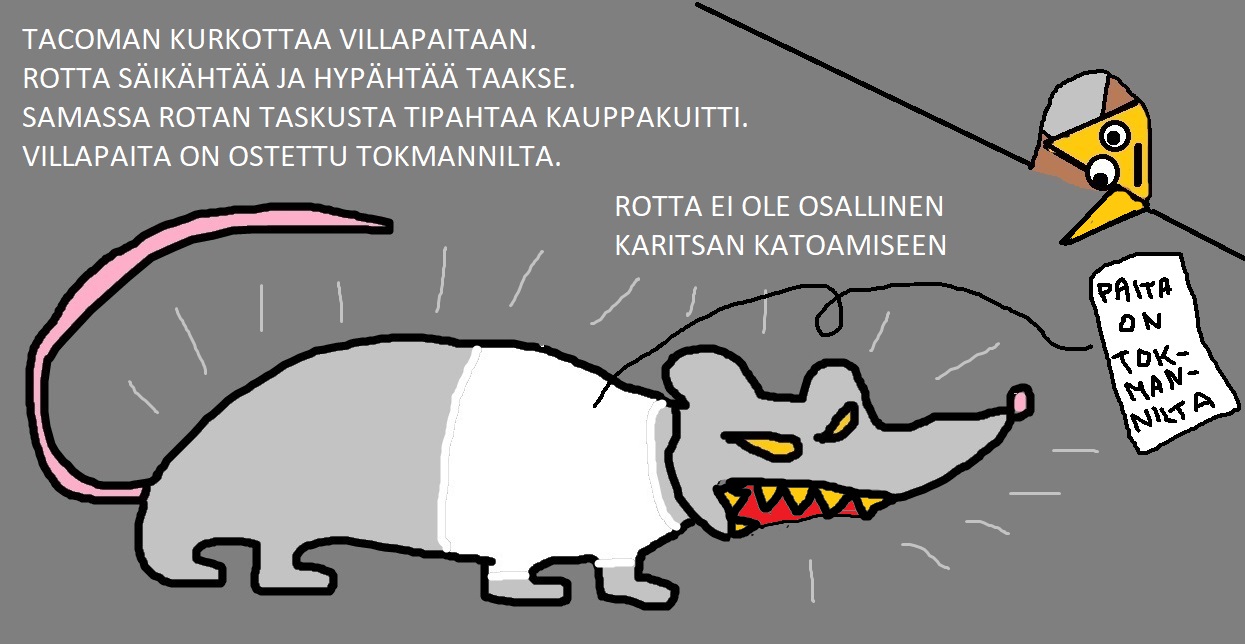 TACOMAN KURKOTTAA VILLAPAITAAN.
ROTTA SÄIKÄHTÄÄ JA HYPÄHTÄÄ TAAKSE.
SAMASSA ROTAN TASKUSTA TIPAHTAA KAUPPAKUITTI.
VILLAPAITA ON OSTETTU TOKMANNILTA.
ROTTA EI OLE OSALLINEN
KARITSAN KATOAMISEEN
PAITA
ON
TOK-
MAN-
NILTA